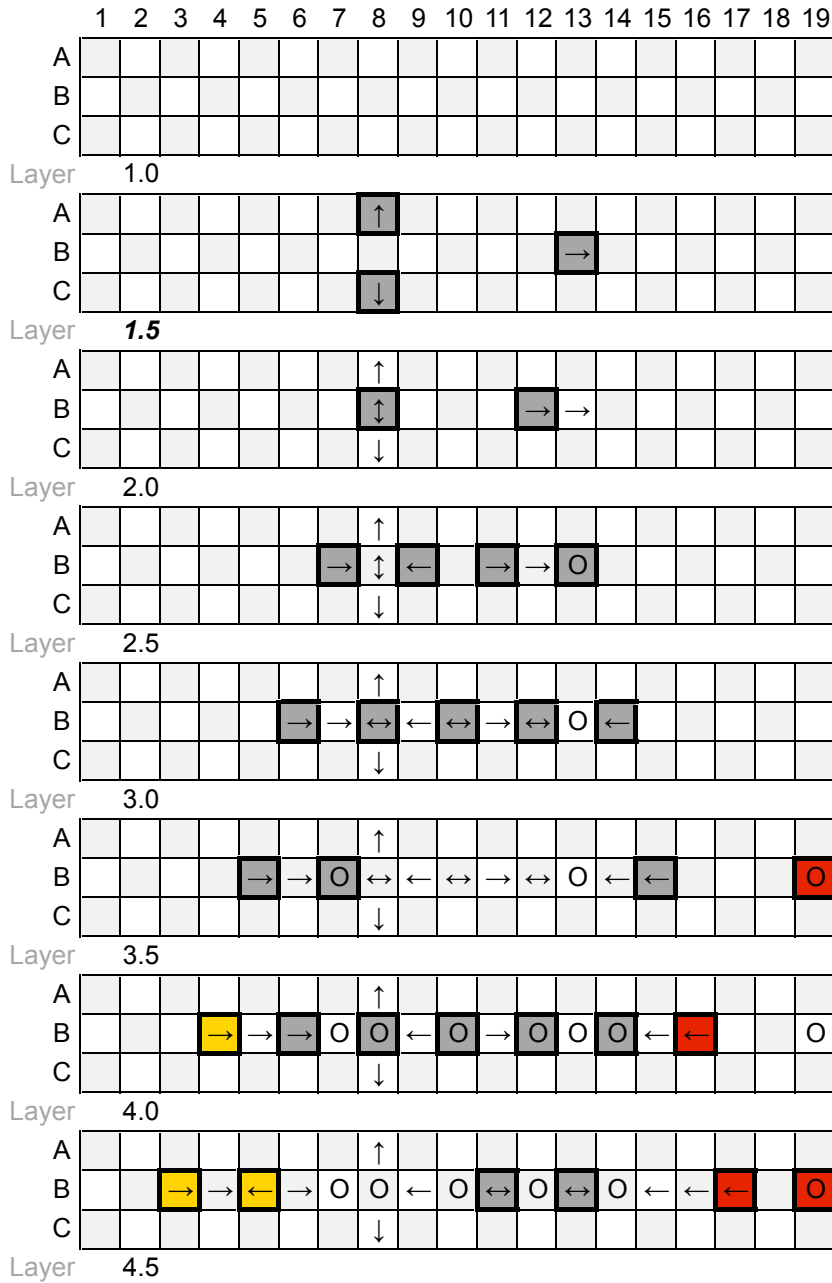 1 2 3 4 5 6 7 8 9 10 11 12 13 14 15 16 17 18 19
A
B
C
Layer 1.0
A ↑
B →
C ↓
Layer 1.5
A ↑
B ↕ → →
C ↓
Layer 2.0
A ↑
B → ↕ ← → → O
C ↓
Layer 2.5
A ↑
B → → ↔ ← ↔ → ↔ O ←
C ↓
Layer 3.0
A ↑
B → → O ↔ ← ↔ → ↔ O ← ← O
C ↓
Layer 3.5
A ↑
B → → → O O ← O → O O O ← ← O
C ↓
Layer 4.0
A ↑
B → → ← → O O ← O ↔ O ↔ O ← ← ← O
C ↓
Layer 4.5